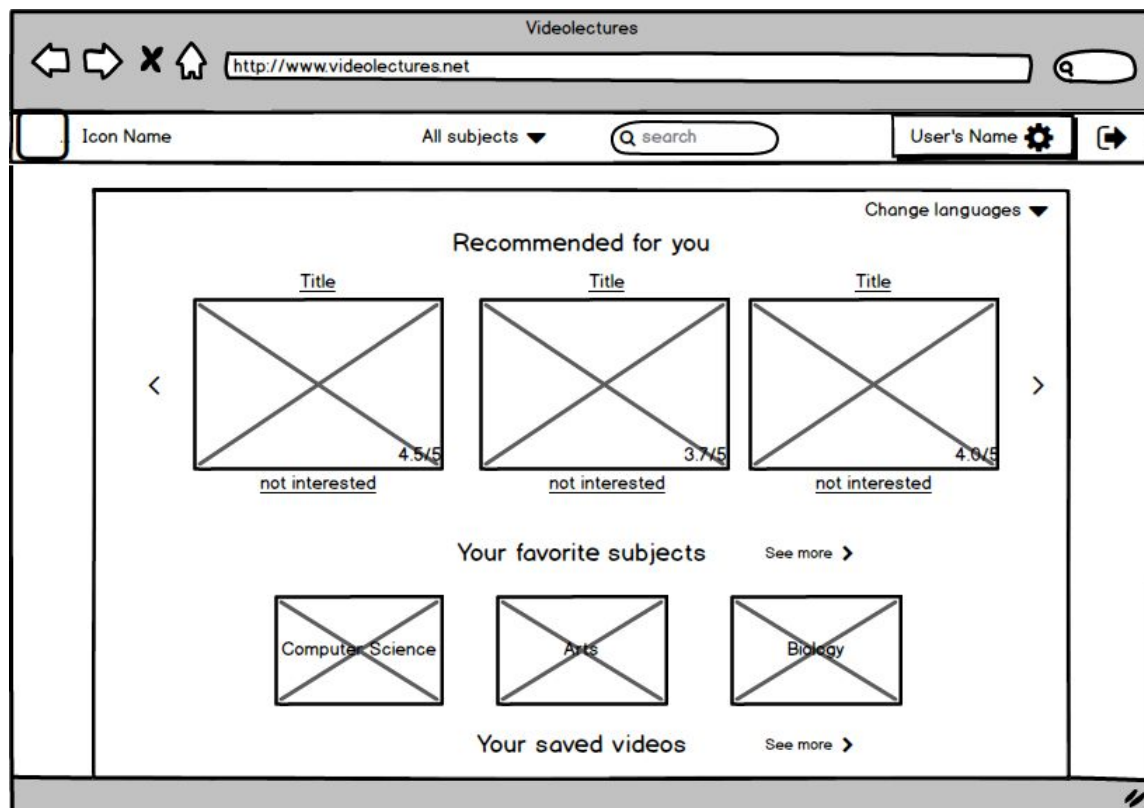 Videolectures
http://www.videolectures.net
Icon Name
All subjects
search
User's Name
Change languages
Recommended for you
Title Title Title
4.5/5 3.7/5 4.0/5
not interested not interested not interested
Your favorite subjects See more
Computer Science Arts Biology
Your saved videos See more